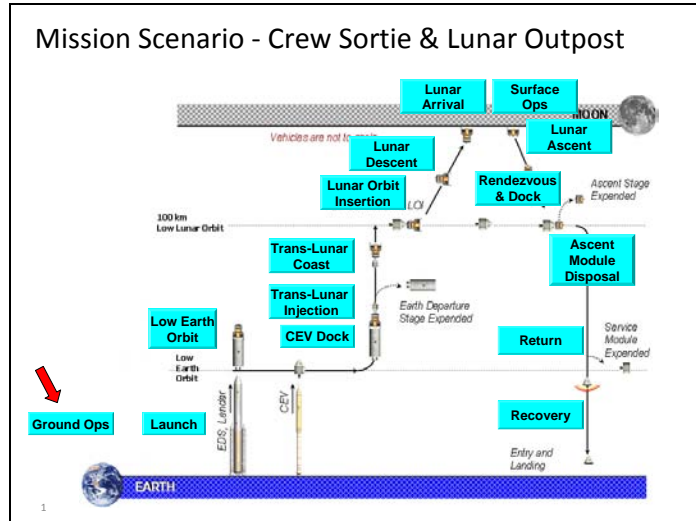 Mission Scenario - Crew Sortie & Lunar Outpost
Lunar
Arrival
Surface
Ops
MOON
Vehicles are not to
Lunar
Ascent
Lunar
Descent
Lunar Orbit
Insertion
LOI
Rendezvous
& Dock
Ascent Stage
Expended
100 km
Low Lunar Orbit
Trans-Lunar
Coast
Ascent
Module
Disposal
Trans-Lunar
Injection
Earth Departure
Stage Expended
Low Earth
Orbit
CEV Dock
Return
Service
Module
Expended
Low
Earth
Orbit
EDS, Lander
CEV
Ground Ops
Launch
Recovery
Entry and
Landing
EARTH
1